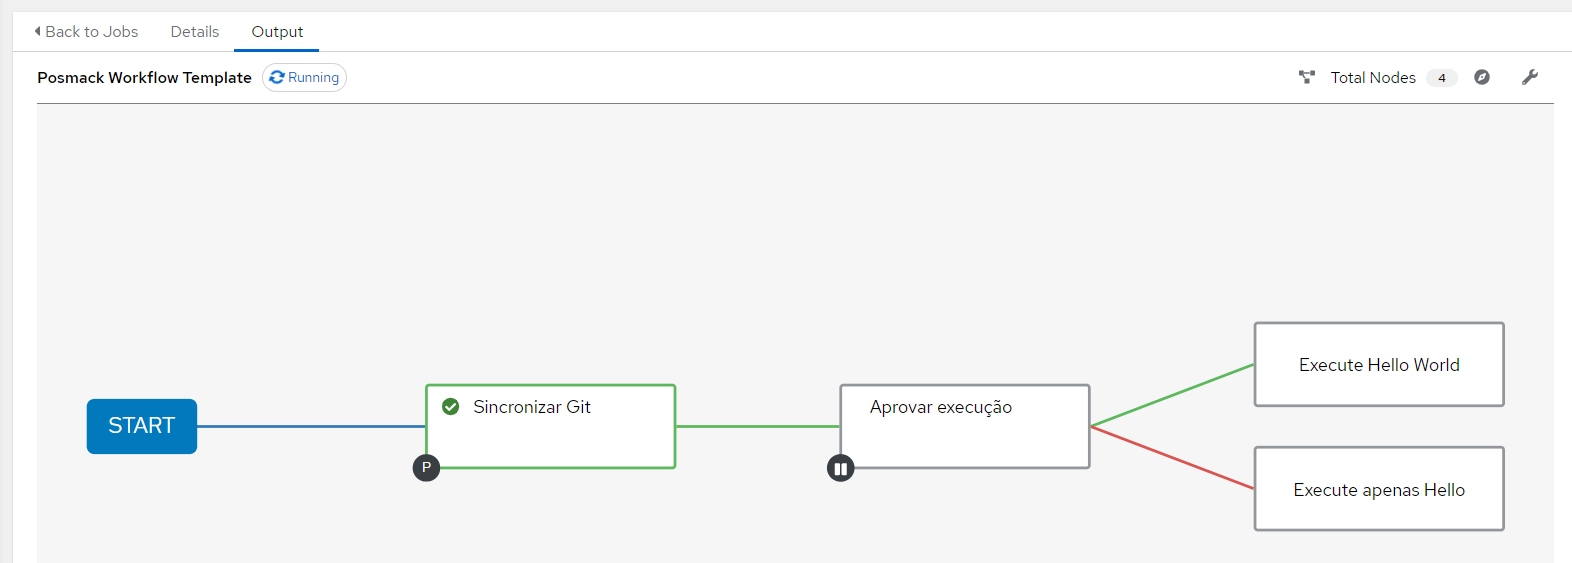 Back to Jobs Details Output
Posmack Workflow Template Running Total Nodes 4
START
Sincronizar Git
P
Aprovar execução
Execute Hello World
Execute apenas Hello